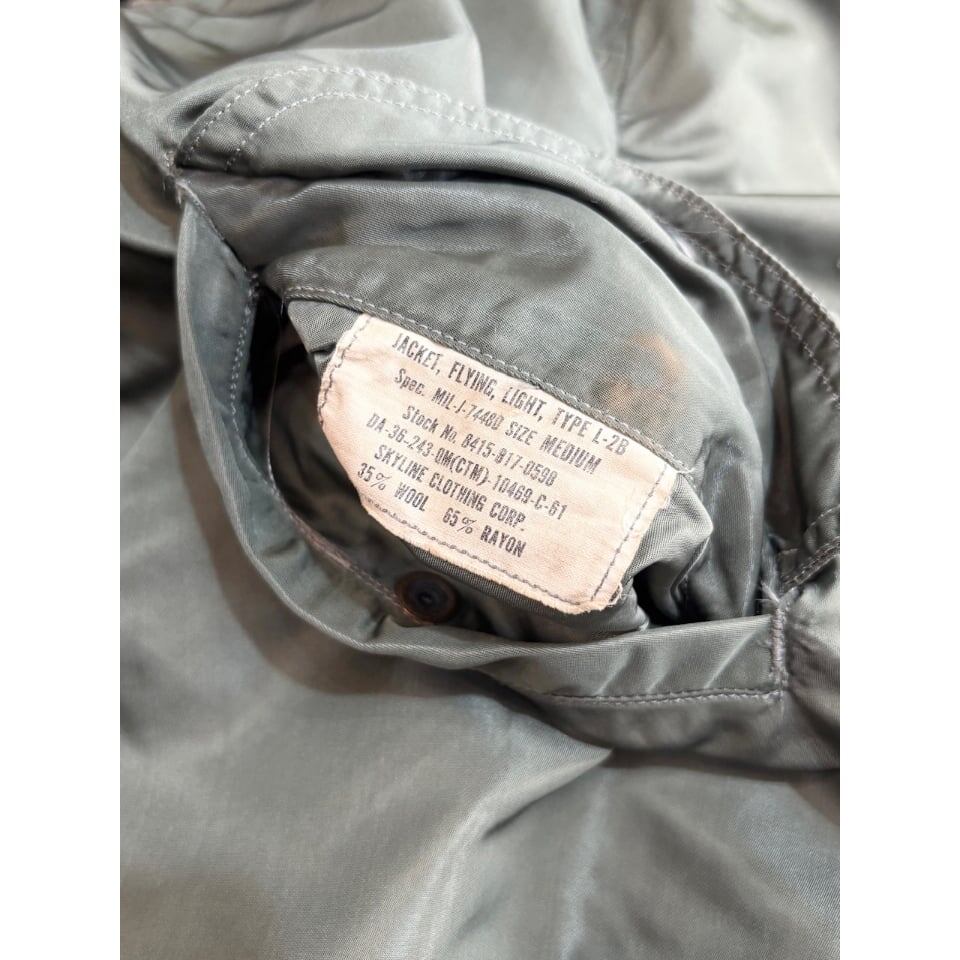 JACKET, FLYING, LIGHT, TYPE L-2B
Spec. MIL-J-7448D SIZE MEDIUM
Stock No. 8415-817-0598
DA-36-243-QM(CTM)-10469-C-61
SKYLINE CLOTHING CORP.
35% WOOL 65% RAYON